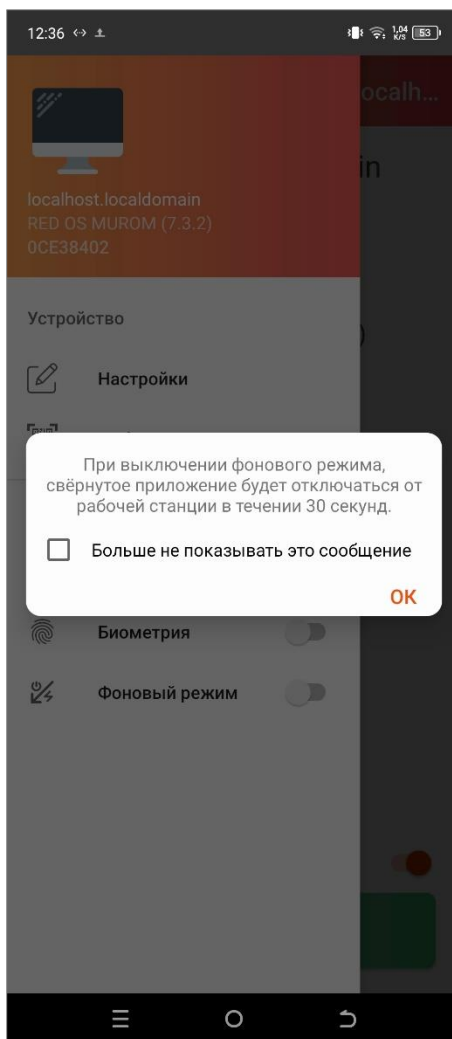 12:36
1,04
K/S
53
ocalh...
in
localhost.localdomain
RED OS MUROM (7.3.2)
0CE38402
)
Устройство
Настройки
При выключении фонового режима,
свёрнутое приложение будет отключаться от
рабочей станции в течении 30 секунд.
Больше не показывать это сообщение
ОК
Биометрия
Фоновый режим